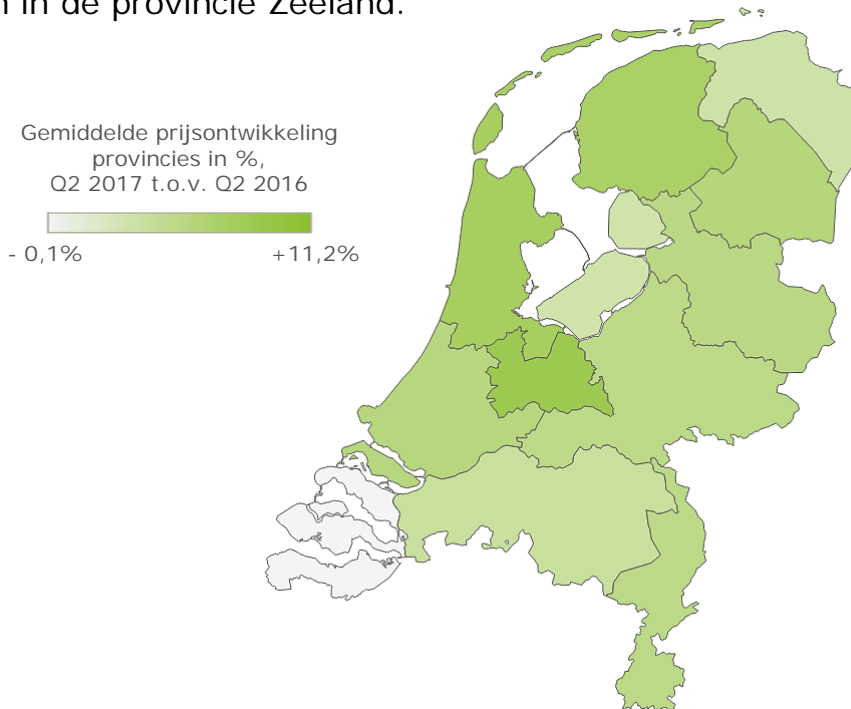 in de provincie Zeeland.
Gemiddelde prijsontwikkeling
provincies in %,
Q2 2017 t.o.v. Q2 2016
- 0,1%
+11,2%